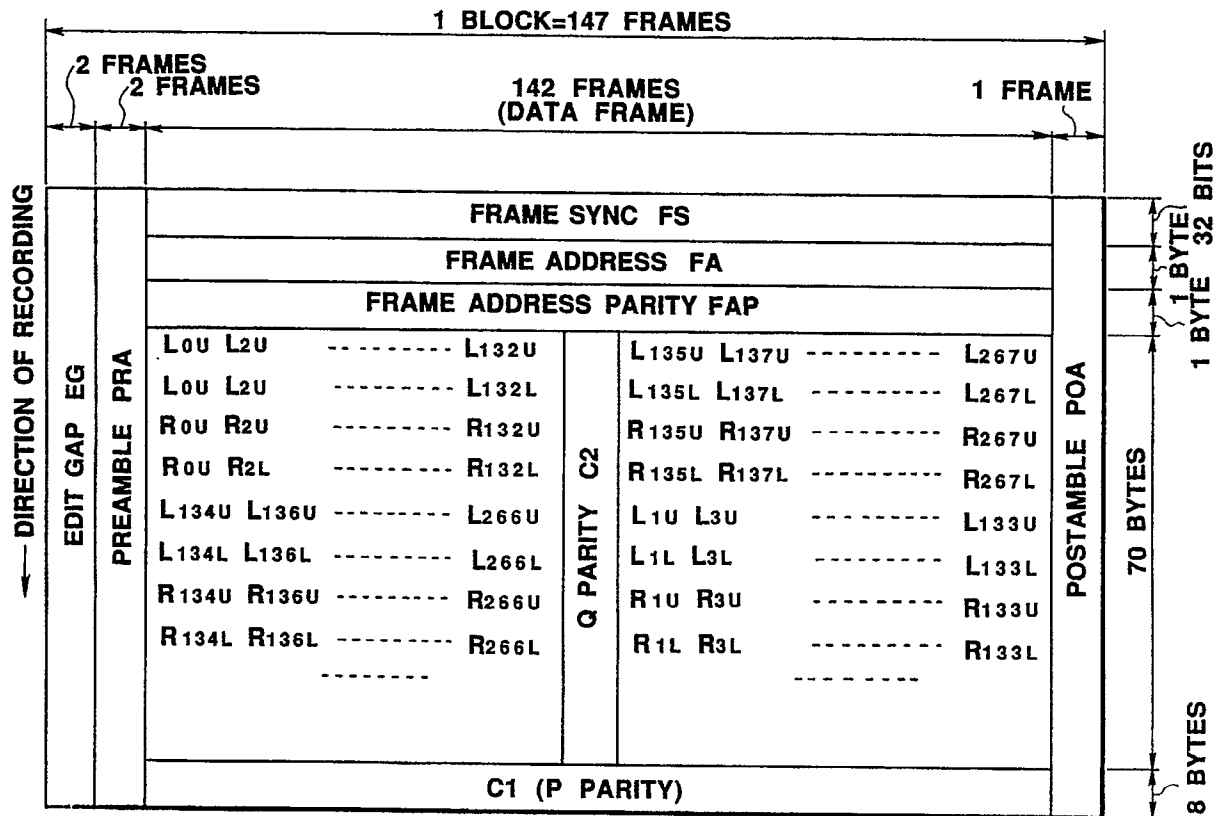 1 BLOCK=147 FRAMES
2 FRAMES
2 FRAMES
142 FRAMES
(DATA FRAME)
1 FRAME
DIRECTION OF RECORDING
EDIT GAP EG
PREAMBLE PRA
FRAME SYNC FS
FRAME ADDRESS FA
FRAME ADDRESS PARITY FAP
L0U L2U --------- L132U
L0U L2U --------- L132L
R0U R2U --------- R132U
R0U R2L --------- R132L
L134U L136U --------- L266U
L134L L136L --------- L266L
R134U R136U --------- R266U
R134L R136L --------- R266L
--------
Q PARITY C2
L135U L137U --------- L267U
L135L L137L --------- L267L
R135U R137U --------- R267U
R135L R137L --------- R267L
L1U L3U --------- L133U
L1L L3L --------- L133L
R1U R3U --------- R133U
R1L R3L --------- R133L
--------
C1 (P PARITY)
POSTAMBLE POA
32 BITS
1 BYTE
1 BYTE
70 BYTES
8 BYTES